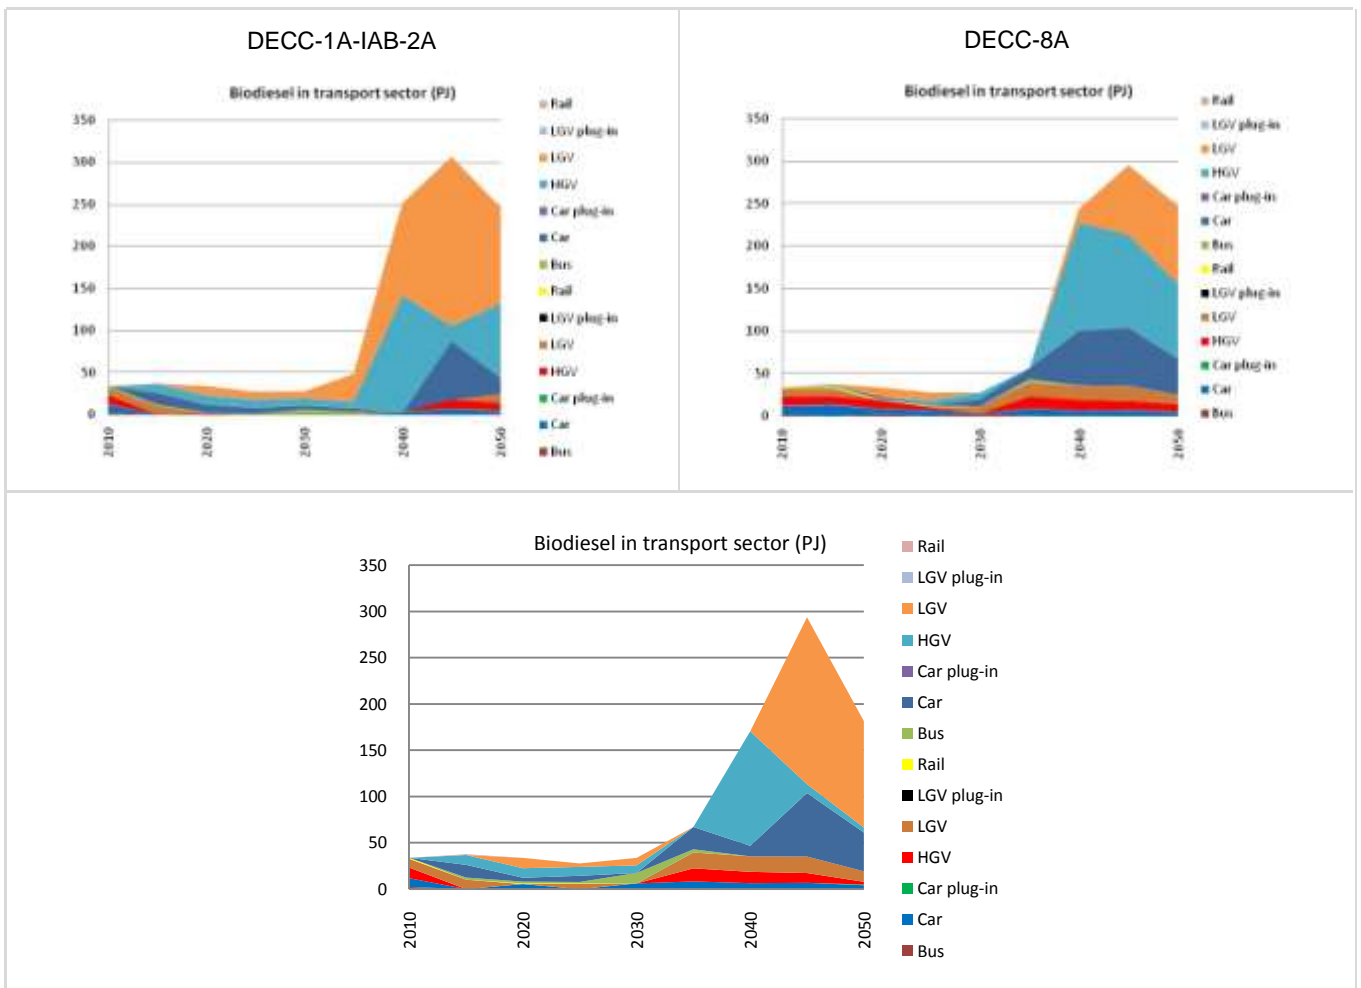 DECC-1A-IAB-2A
Biodiesel in transport sector (PJ)
350
300
250
200
150
100
50
0
2010
2020
2030
2040
2050
Rail
LGV plug-in
LGV
HGV
Car plug-in
Car
Bus
Rail
LGV plug-in
LGV
HGV
Car plug-in
Car
Bus
DECC-8A
Biodiesel in transport sector (PJ)
350
300
250
200
150
100
50
0
2010
2020
2030
2040
2050
Rail
LGV plug-in
LGV
HGV
Car plug-in
Car
Bus
Rail
LGV plug-in
LGV
HGV
Car plug-in
Car
Bus
Biodiesel in transport sector (PJ)
350
300
250
200
150
100
50
0
2010
2020
2030
2040
2050
Rail
LGV plug-in
LGV
HGV
Car plug-in
Car
Bus
Rail
LGV plug-in
LGV
HGV
Car plug-in
Car
Bus